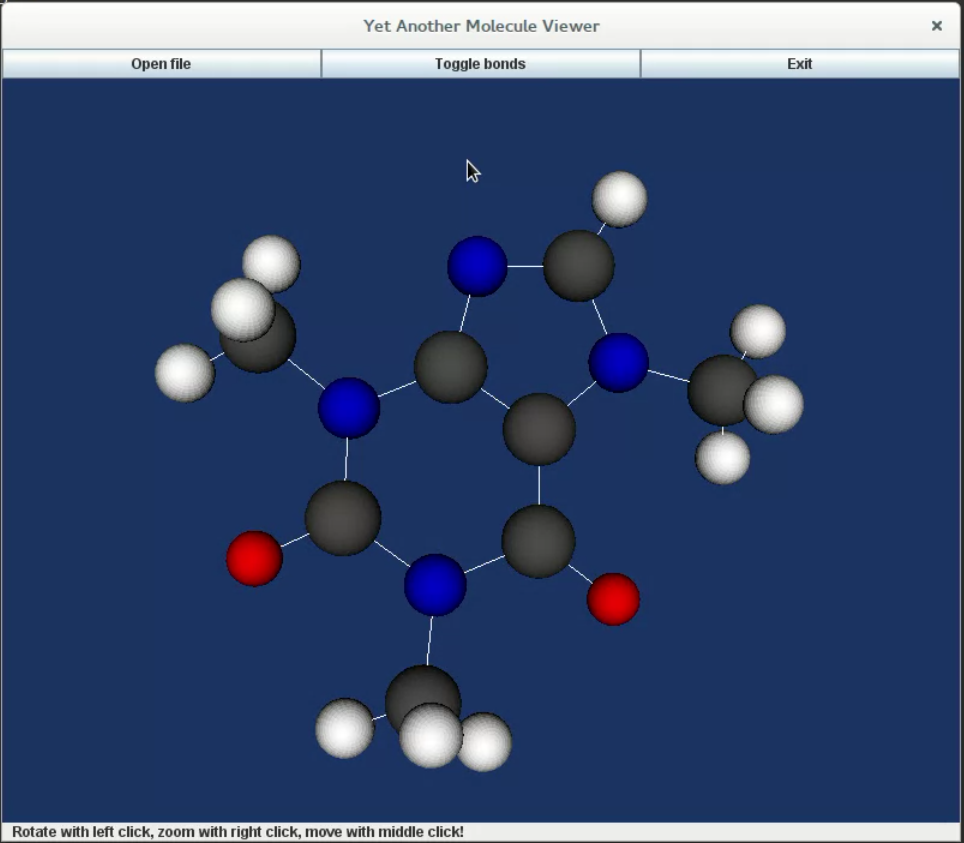 Yet Another Molecule Viewer
Open file
Toggle bonds
Exit
Rotate with left click, zoom with right click, move with middle click!